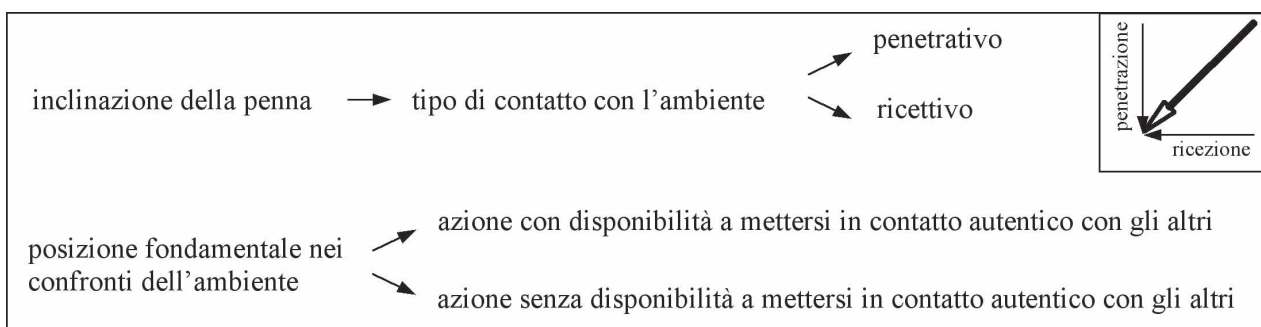 penetrativo
inclinazione della penna → tipo di contatto con l’ambiente
ricettivo
penetrazione
ricezione
azione con disponibilità a mettersi in contatto autentico con gli altri
posizione fondamentale nei
confronti dell’ambiente
azione senza disponibilità a mettersi in contatto autentico con gli altri